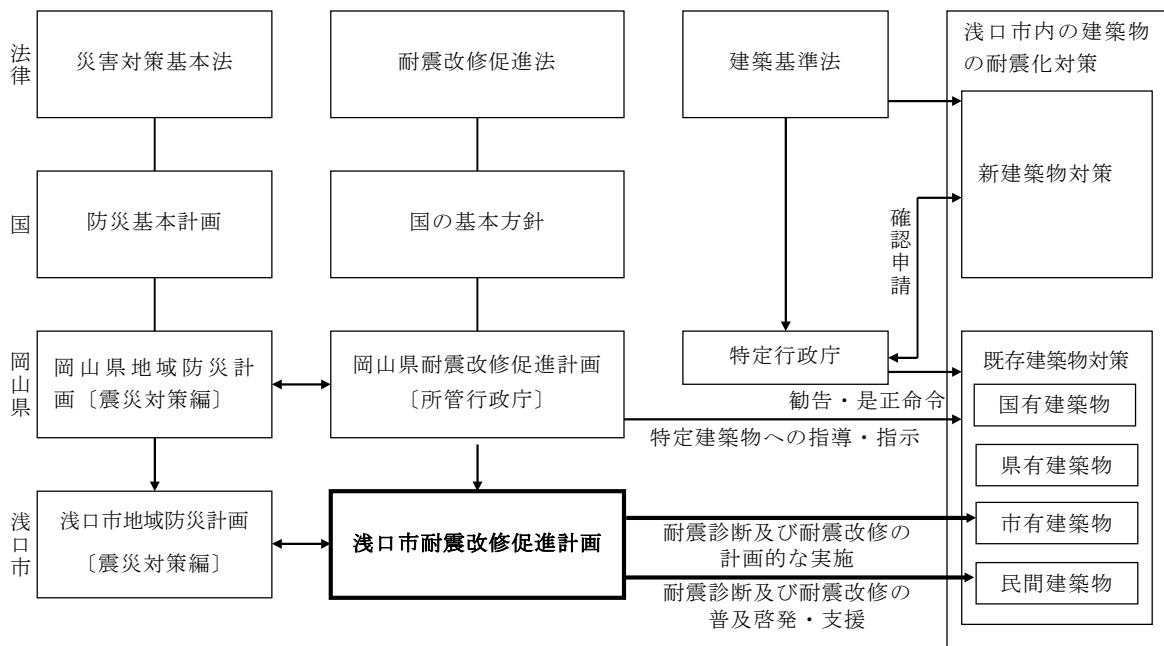 法律
災害対策基本法
耐震改修促進法
建築基準法
浅口市内の建築物
の耐震化対策
新建築物対策
国
防災基本計画
国の基本方針
確認申請
岡山県
岡山県地域防災計
画〔震災対策編〕
岡山県耐震改修促進計画
〔所管行政庁〕
特定行政庁
既存建築物対策
勧告・是正命令
国有建築物
特定建築物への指導・指示
県有建築物
浅口市
浅口市地域防災計画
〔震災対策編〕
浅口市耐震改修促進計画
耐震診断及び耐震改修の
計画的な実施
市有建築物
耐震診断及び耐震改修の
普及啓発・支援
民間建築物